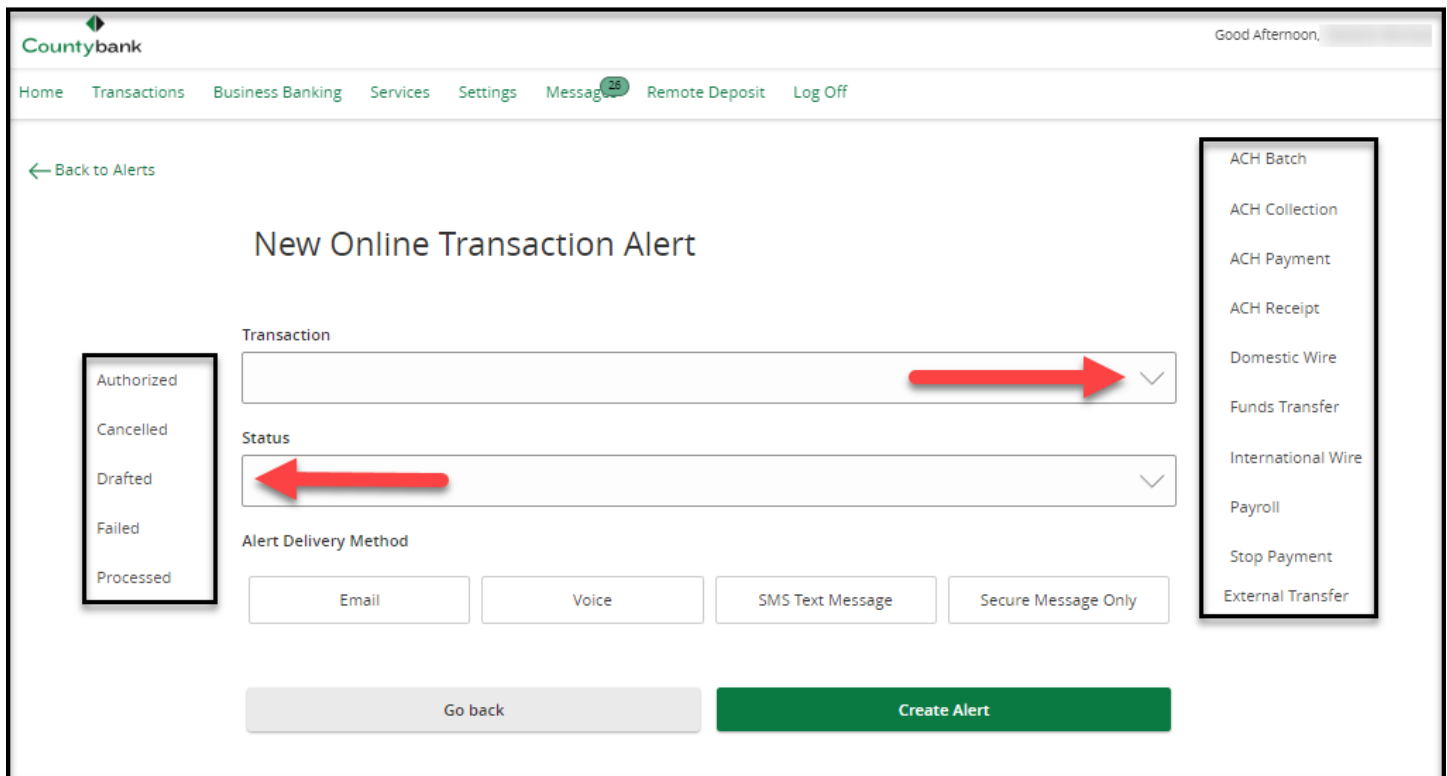 Countybank
Good Afternoon,
Home Transactions Business Banking Services Settings Messages 26 Remote Deposit Log Off
Back to Alerts
New Online Transaction Alert
Transaction
Status
Alert Delivery Method
Email Voice SMS Text Message Secure Message Only
Go back Create Alert
Authorized
Cancelled
Drafted
Failed
Processed
ACH Batch
ACH Collection
ACH Payment
ACH Receipt
Domestic Wire
Funds Transfer
International Wire
Payroll
Stop Payment
External Transfer